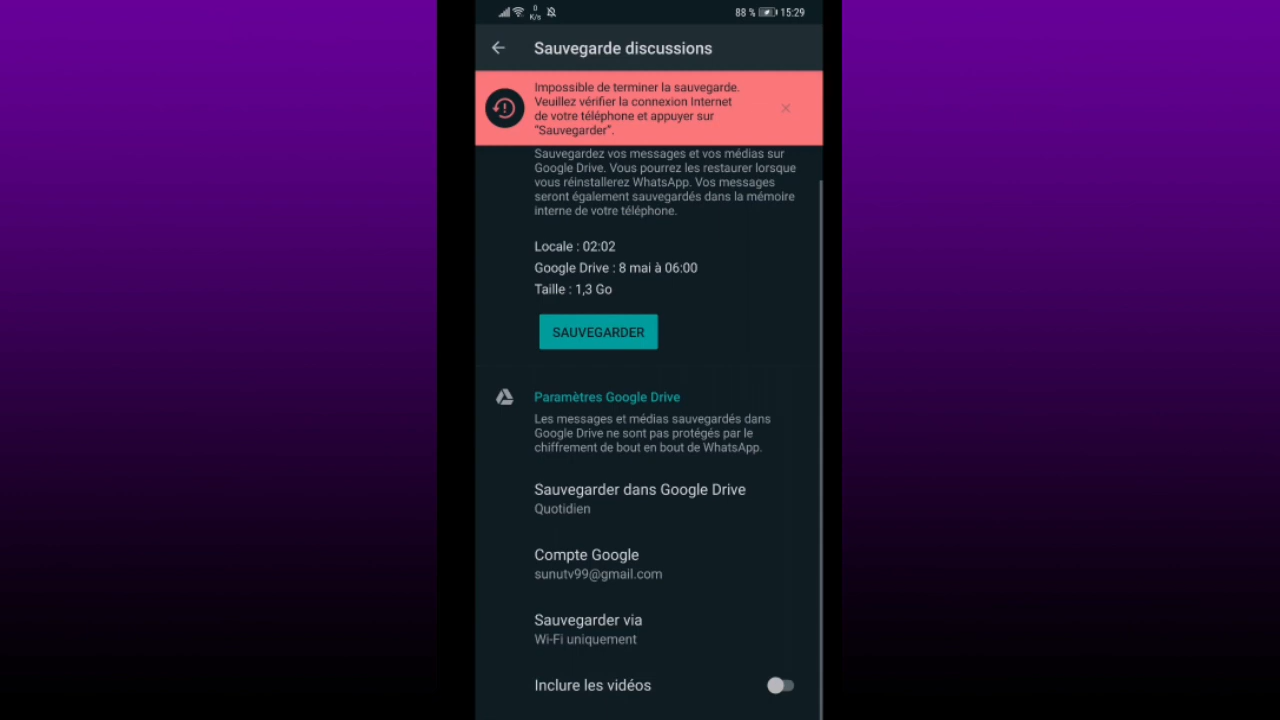 0
K/s
88 %
15:29
Sauvegarde discussions
Impossible de terminer la sauvegarde.
Veuillez vérifier la connexion Internet
de votre téléphone et appuyer sur
"Sauvegarder".
Sauvegardez vos messages et vos médias sur
Google Drive. Vous pourrez les restaurer lorsque
vous réinstallerez WhatsApp. Vos messages
seront également sauvegardés dans la mémoire
interne de votre téléphone.
Locale : 02:02
Google Drive : 8 mai à 06:00
Taille : 1,3 Go
SAUVEGARDER
Paramètres Google Drive
Les messages et médias sauvegardés dans
Google Drive ne sont pas protégés par le
chiffrement de bout en bout de WhatsApp.
Sauvegarder dans Google Drive
Quotidien
Compte Google
sunutv99@gmail.com
Sauvegarder via
Wi-Fi uniquement
Inclure les vidéos